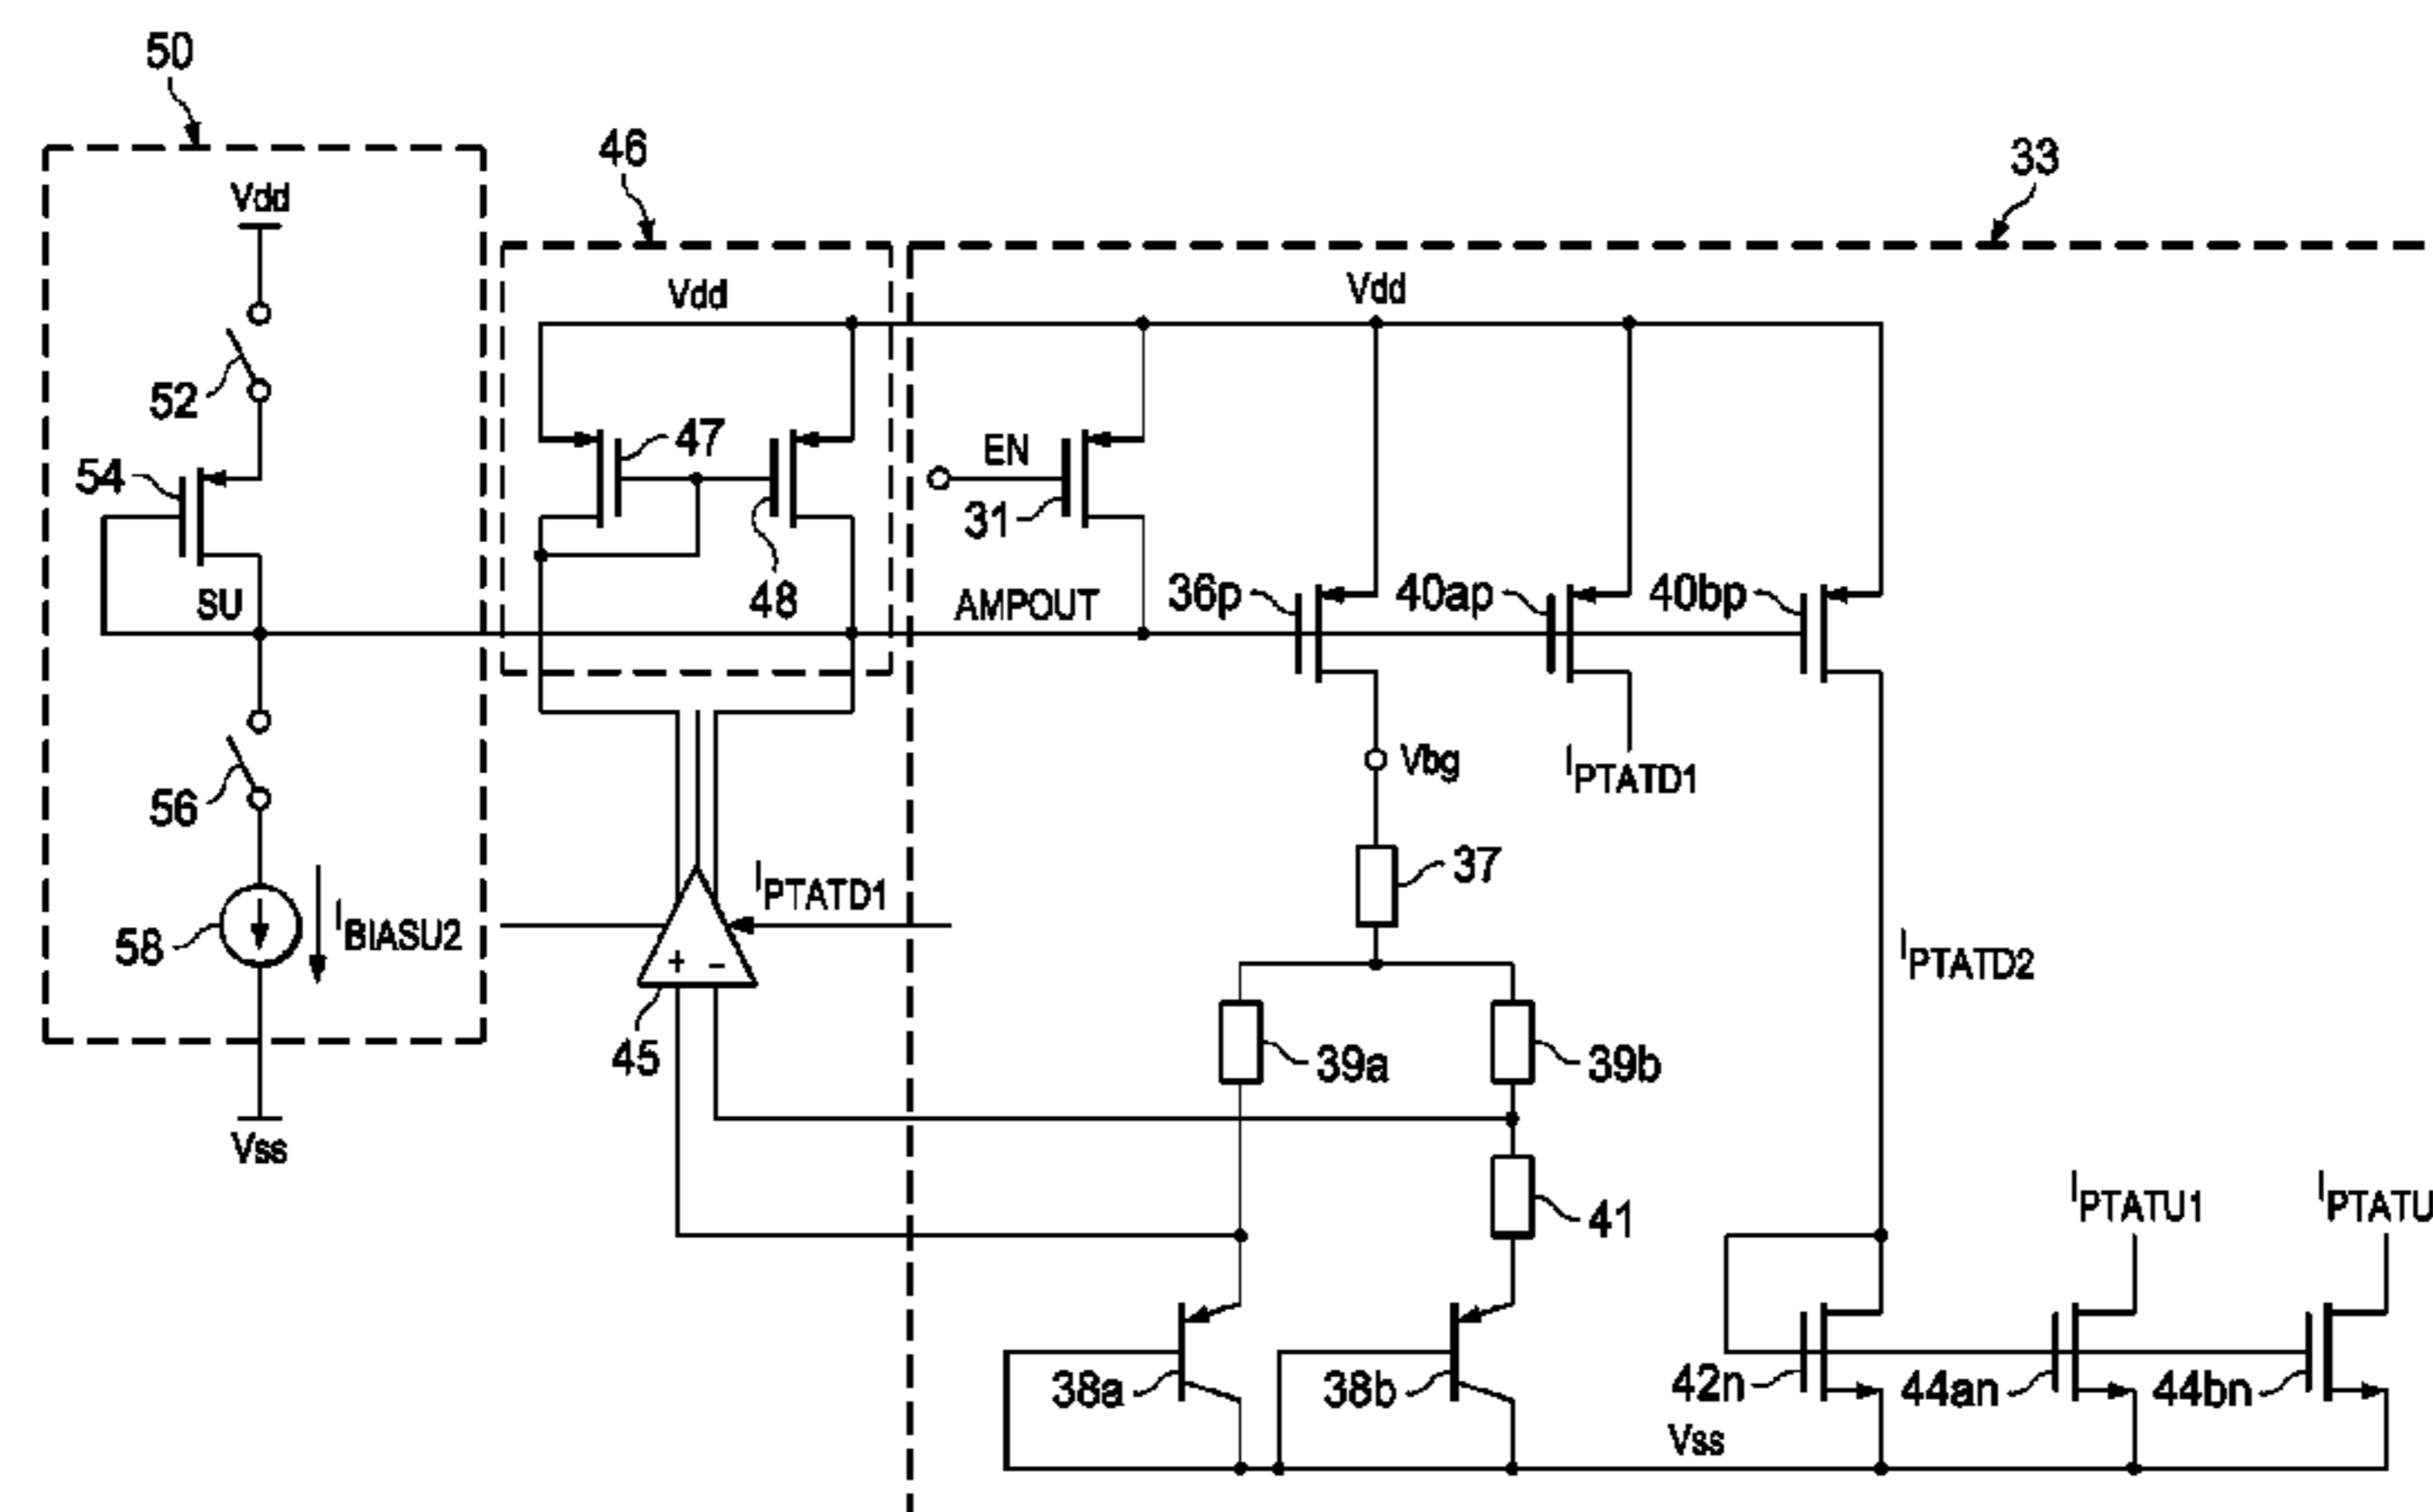 50
46
33
Vdd
Vdd
Vdd
52
47
EN
54
31
48
SU
AMPOUT
36p
40ap
40bp
Vbg
IPTATD1
56
37
IPTATD1
58
IBIASU2
+ −
IPTATD2
45
39a
39b
Vss
41
IPTATU1
IPTATU
38a
38b
42n
44an
44bn
Vss